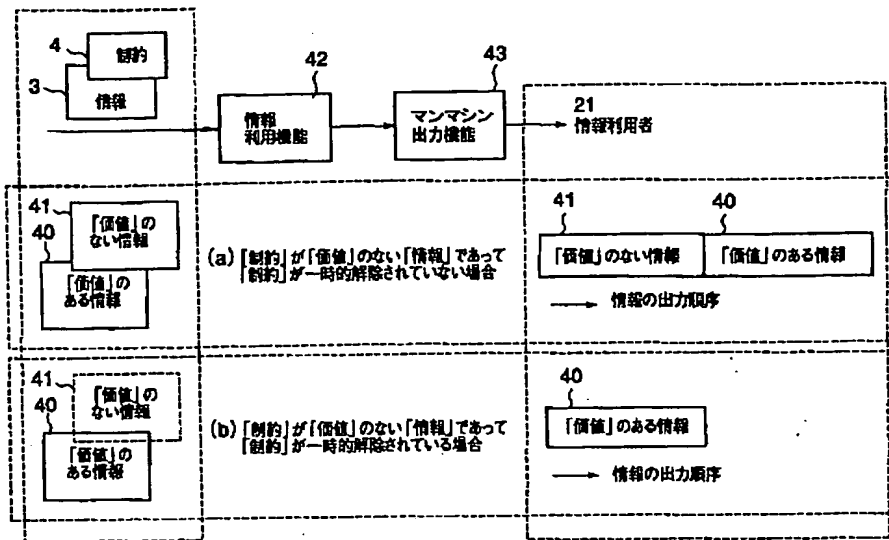 4
制約
3
情報
42
情報
利用機能
43
マンマシン
出力機能
21
情報利用者
41
「価値」の
ない情報
40
「価値」の
ある情報
(a)「制約」が「価値」のない「情報」であって
「制約」が一時的解除されていない場合
41
「価値」のない情報
40
「価値」のある情報
情報の出力順序
41
「価値」の
ない情報
40
「価値」の
ある情報
(b)「制約」が「価値」のない「情報」であって
「制約」が一時的解除されている場合
40
「価値」のある情報
情報の出力順序